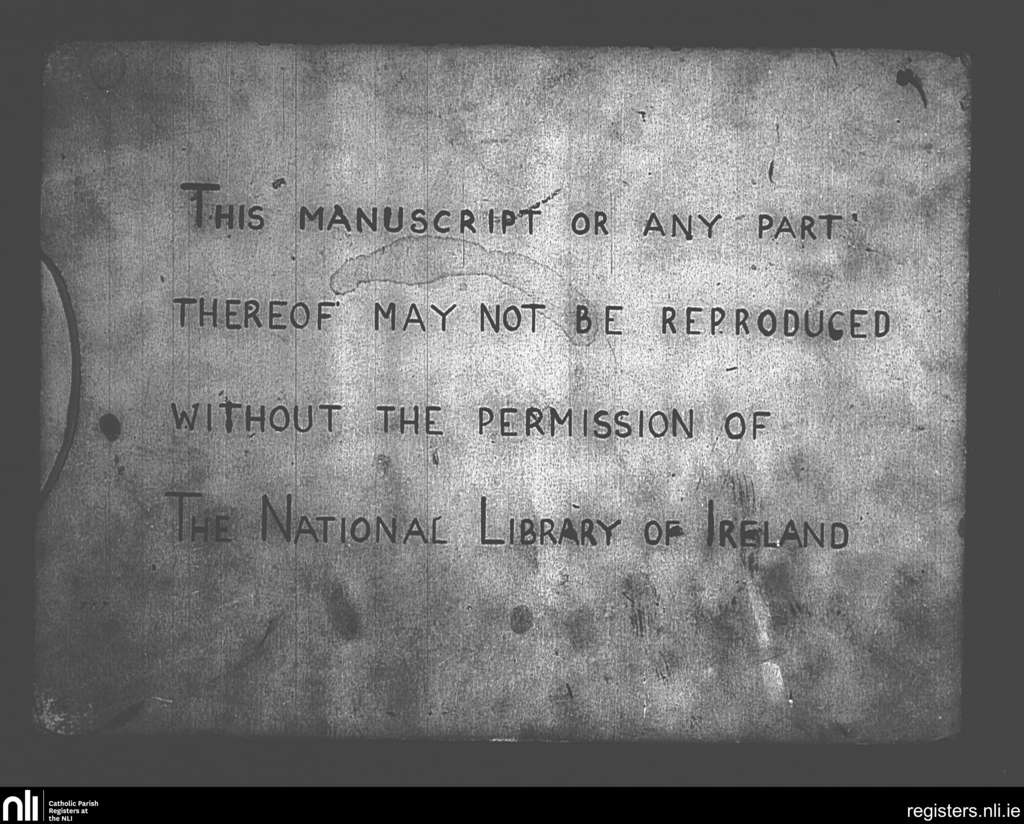 THIS MANUSCRIPT OR ANY PART
THEREOF MAY NOT BE REPRODUCED
WITHOUT THE PERMISSION OF
THE NATIONAL LIBRARY OF IRELAND
nli
Catholic Parish
Registers at
the NLI
registers.nli.ie